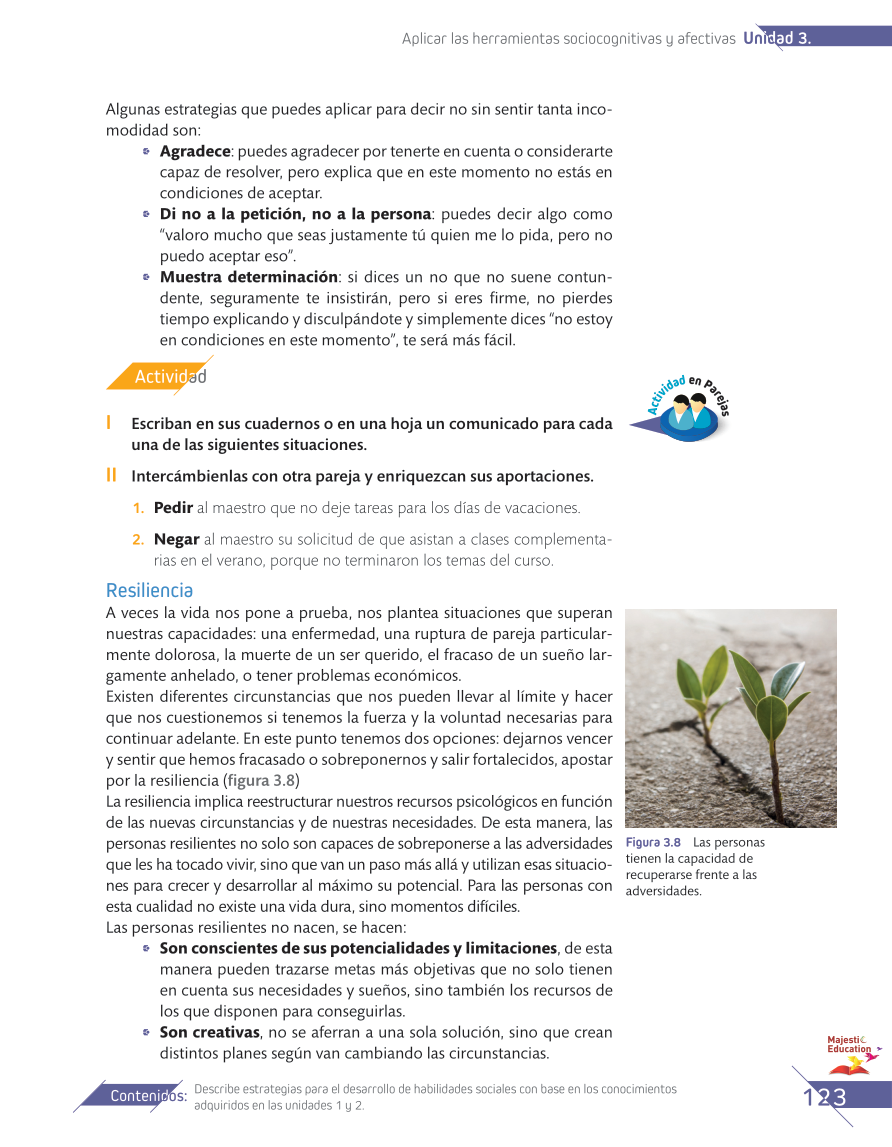 Aplicar las herramientas sociocognitivas y afectivas Unidad 3.
Algunas estrategias que puedes aplicar para decir no sin sentir tanta inco-
modidad son:
Agradece: puedes agradecer por tenerte en cuenta o considerarte
capaz de resolver, pero explica que en este momento no estás en
condiciones de aceptar.
Di no a la petición, no a la persona: puedes decir algo como
“valoro mucho que seas justamente tú quien me lo pida, pero no
puedo aceptar eso”.
Muestra determinación: si dices un no que no suene contun-
dente, seguramente te insistirán, pero si eres firme, no pierdes
tiempo explicando y disculpándote y simplemente dices “no estoy
en condiciones en este momento”, te será más fácil.
Actividad
Actividad en Parejas
I Escriban en sus cuadernos o en una hoja un comunicado para cada
una de las siguientes situaciones.
II Intercámbienlas con otra pareja y enriquezcan sus aportaciones.
1. Pedir al maestro que no deje tareas para los días de vacaciones.
2. Negar al maestro su solicitud de que asistan a clases complementa-
rias en el verano, porque no terminaron los temas del curso.
Resiliencia
A veces la vida nos pone a prueba, nos plantea situaciones que superan
nuestras capacidades: una enfermedad, una ruptura de pareja particular-
mente dolorosa, la muerte de un ser querido, el fracaso de un sueño lar-
gamente anhelado, o tener problemas económicos.
Existen diferentes circunstancias que nos pueden llevar al límite y hacer
que nos cuestionemos si tenemos la fuerza y la voluntad necesarias para
continuar adelante. En este punto tenemos dos opciones: dejarnos vencer
y sentir que hemos fracasado o sobreponernos y salir fortalecidos, apostar
por la resiliencia (figura 3.8)
La resiliencia implica reestructurar nuestros recursos psicológicos en función
de las nuevas circunstancias y de nuestras necesidades. De esta manera, las
personas resilientes no solo son capaces de sobreponerse a las adversidades
que les ha tocado vivir, sino que van un paso más allá y utilizan esas situacio-
nes para crecer y desarrollar al máximo su potencial. Para las personas con
esta cualidad no existe una vida dura, sino momentos difíciles.
Las personas resilientes no nacen, se hacen:
Son conscientes de sus potencialidades y limitaciones, de esta
manera pueden trazarse metas más objetivas que no solo tienen
en cuenta sus necesidades y sueños, sino también los recursos de
los que disponen para conseguirlas.
Son creativas, no se aferran a una sola solución, sino que crean
distintos planes según van cambiando las circunstancias.
Figura 3.8 Las personas
tienen la capacidad de
recuperarse frente a las
adversidades.
Majestic
Education
Contenidos: Describe estrategias para el desarrollo de habilidades sociales con base en los conocimientos
adquiridos en las unidades 1 y 2.
123